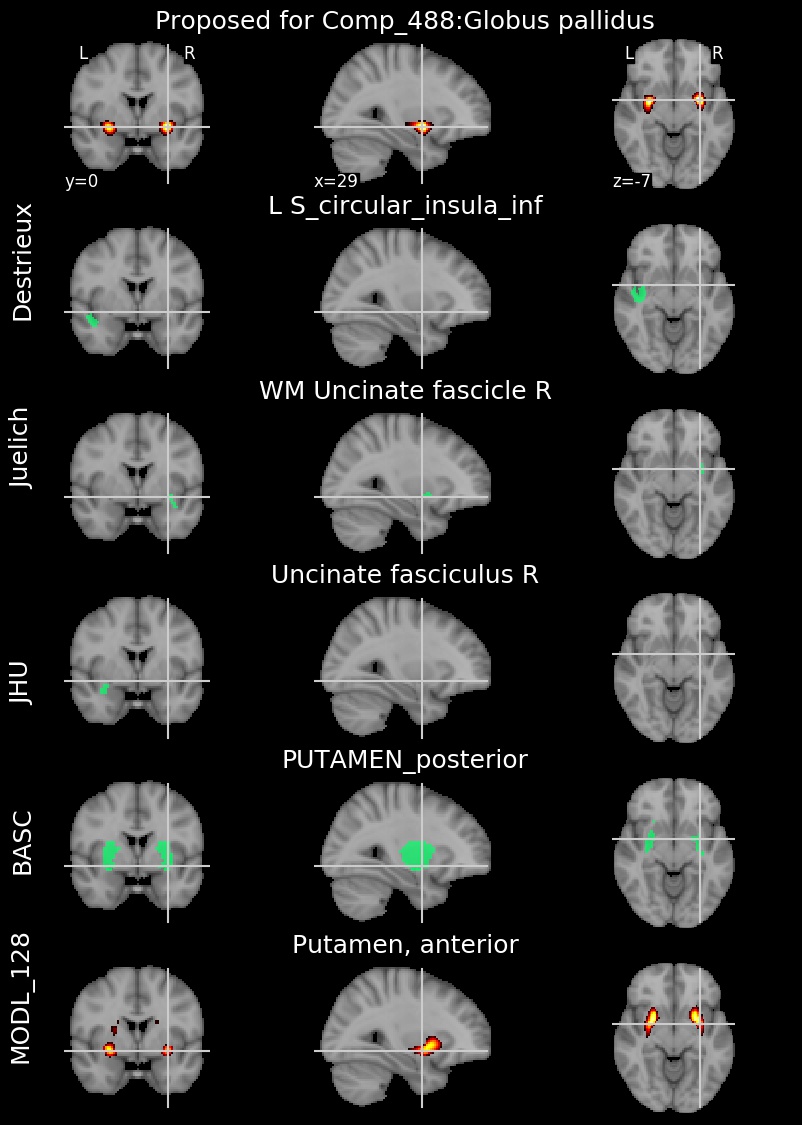 Proposed for Comp_488:Globus pallidus
L R
L R
y=0
x=29
z=-7
Destrieux
L S_circular_insula_inf
Juelich
WM Uncinate fascicle R
JHU
Uncinate fasciculus R
BASC
PUTAMEN_posterior
MODL_128
Putamen, anterior